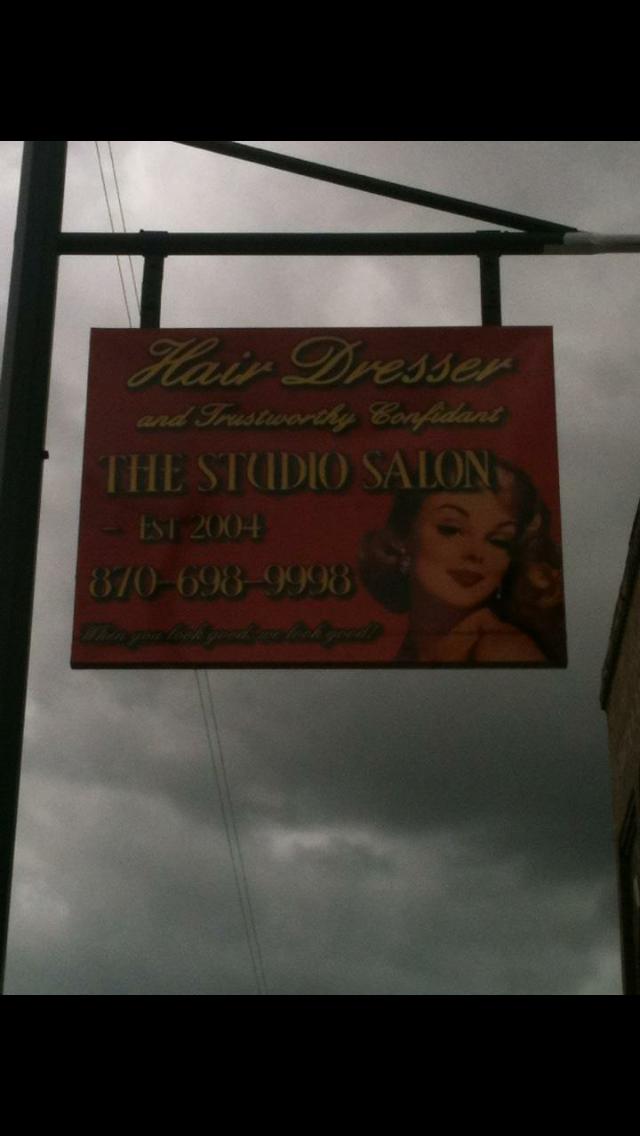 Hair Dresser
and Trustworthy Confidant
THE STUDIO SALON
- EST 2004
870-698-9998
When you look good, we look good!